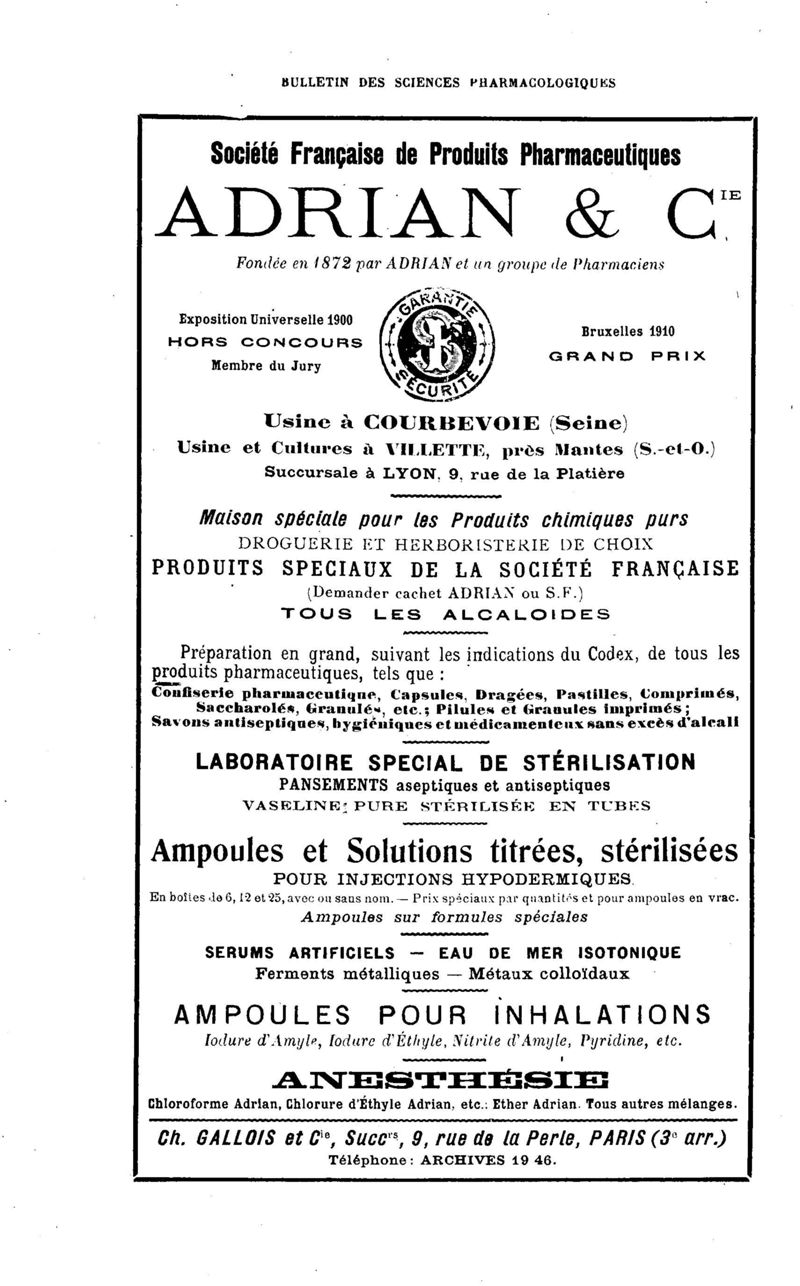 BULLETIN DES SCIENCES PHARMACOLOGIQUES
Société Française de Produits Pharmaceutiques
ADRIAN & CIE
Fondée en 1872 par ADRIAN et un groupe de Pharmaciens
Exposition Universelle 1900
HORS CONCOURS
Membre du Jury
GARANTIE
SF
SÉCURITÉ
Bruxelles 1910
GRAND PRIX
Usine à COURBEVOIE (Seine)
Usine et Cultures à VILLETTE, près Mantes (S.-et-O.)
Succursale à LYON, 9, rue de la Platière
Maison spéciale pour les Produits chimiques purs
DROGUERIE ET HERBORISTERIE DE CHOIX
PRODUITS SPECIAUX DE LA SOCIÉTÉ FRANÇAISE
(Demander cachet ADRIAN ou S.F.)
TOUS LES ALCALOIDES
Préparation en grand, suivant les indications du Codex, de tous les
produits pharmaceutiques, tels que :
Confiserie pharmaceutique, Capsules, Dragées, Pastilles, Comprimés,
Saccharolés, Granulés, etc.; Pilules et Granules imprimés;
Savons antiseptiques, hygiéniques et médicamenteux sans excès d'alcali
LABORATOIRE SPECIAL DE STÉRILISATION
PANSEMENTS aseptiques et antiseptiques
VASELINE PURE STÉRILISÉE EN TUBES
Ampoules et Solutions titrées, stérilisées
POUR INJECTIONS HYPODERMIQUES.
En boîtes de 6, 12 et 25, avec ou sans nom. — Prix spéciaux par quantités et pour ampoules en vrac.
Ampoules sur formules spéciales
SERUMS ARTIFICIELS — EAU DE MER ISOTONIQUE
Ferments métalliques — Métaux colloïdaux
AMPOULES POUR INHALATIONS
Iodure d'Amyle, Iodure d'Éthyle, Nitrite d'Amyle, Pyridine, etc.
ANESTHÉSIE
Chloroforme Adrian, Chlorure d'Éthyle Adrian, etc.: Ether Adrian. Tous autres mélanges.
Ch. GALLOIS et Cie, Succrs, 9, rue de la Perle, PARIS (3e arr.)
Téléphone : ARCHIVES 19 46.